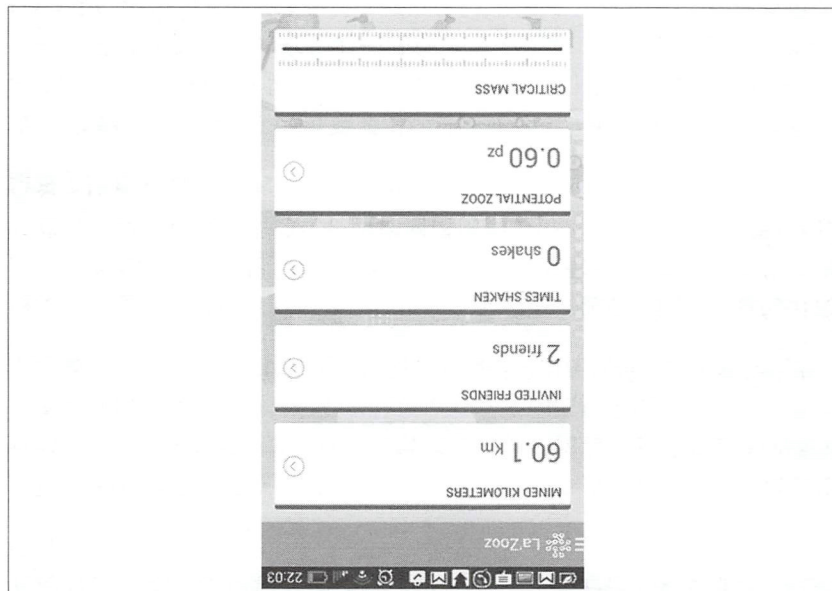 22:03
La'Zooz
MINED KILOMETERS
60.1 Km
INVITED FRIENDS
2 friends
TIMES SHAKEN
0 shakes
POTENTIAL ZOOZ
0.60 pz
CRITICAL MASS